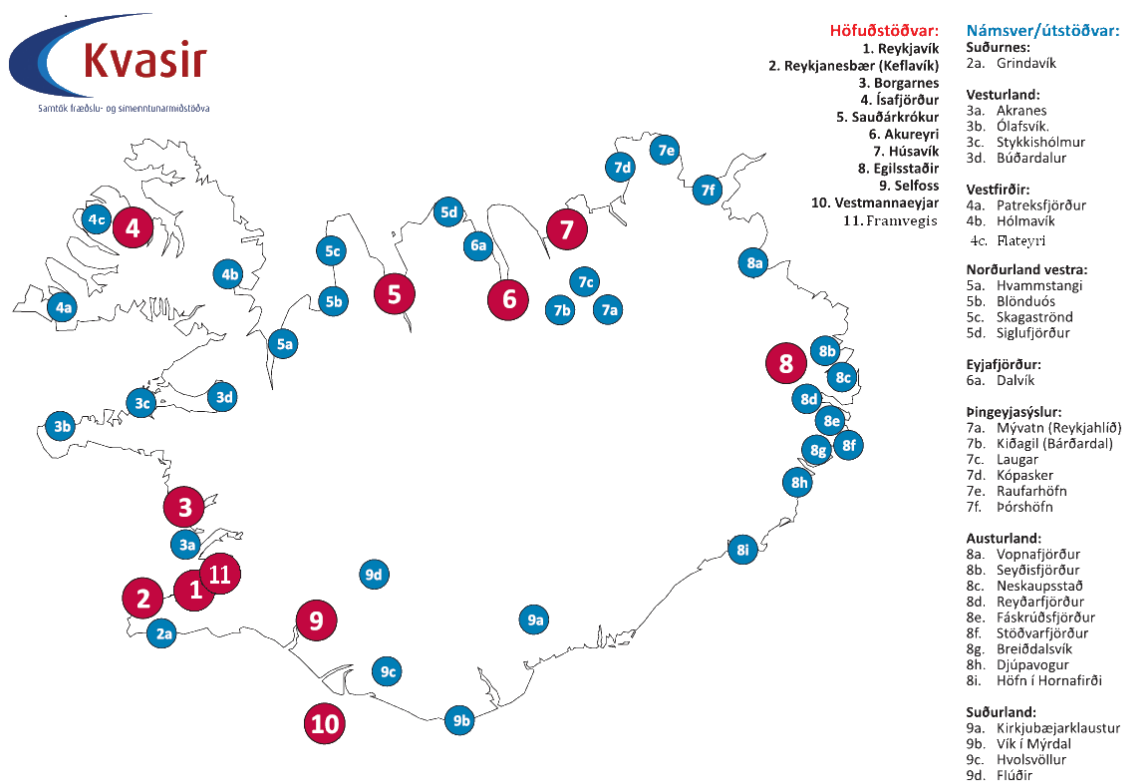 Kvasir
Samtök fræðslu- og símenntunarmiðstöðva
Höfuðstöðvar:
1. Reykjavík
2. Reykjanesbær (Keflavík)
3. Borgarnes
4. Ísafjörður
5. Sauðárkrókur
6. Akureyri
7. Húsavík
8. Egilsstaðir
9. Selfoss
10. Vestmannaeyjar
11. Framvegis
Námsver/útstöðvar:
Suðurnes:
2a. Grindavík
Vesturland:
3a. Akranes
3b. Ólafsvík.
3c. Stykkishólmur
3d. Búðardalur
Vestfirðir:
4a. Patreksfjörður
4b. Hólmavík
4c. Flateyri
Norðurland vestra:
5a. Hvammstangi
5b. Blönduós
5c. Skagaströnd
5d. Siglufjörður
Eyjafjörður:
6a. Dalvík
Þingeyjasýslur:
7a. Mývatn (Reykjahlíð)
7b. Kiðagil (Bárðardal)
7c. Laugar
7d. Kópasker
7e. Raufarhöfn
7f. Þórshöfn
Austurland:
8a. Vopnafjörður
8b. Seyðisfjörður
8c. Neskaupsstað
8d. Reyðarfjörður
8e. Fáskrúðsfjörður
8f. Stöðvarfjörður
8g. Breiðdalsvík
8h. Djúpavogur
8i. Höfn í Hornafirði
Suðurland:
9a. Kirkjubæjarklaustur
9b. Vík í Mýrdal
9c. Hvolsvöllur
9d. Flúðir
7e
7d
7f
4c
4
5d
5c
7
6a
8a
4b
7c
5
6
5b
4a
7b
7a
5a
8b
8
8c
3d
3c
8d
3b
8e
8f
8g
8h
3
3a
8i
11
9d
1
2
9
9a
2a
9c
10
9b